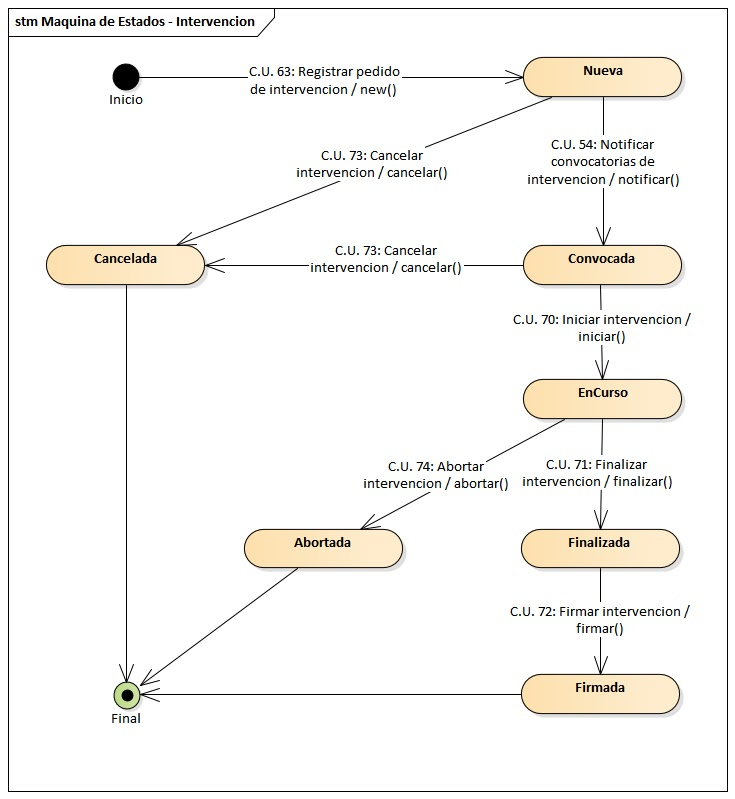 stm Maquina de Estados - Intervencion
C.U. 63: Registrar pedido
de intervencion / new()
Nueva
Inicio
C.U. 54: Notificar
convocatorias de
intervencion / notificar()
C.U. 73: Cancelar
intervencion / cancelar()
Cancelada
C.U. 73: Cancelar
intervencion / cancelar()
Convocada
C.U. 70: Iniciar intervencion /
iniciar()
EnCurso
C.U. 74: Abortar
intervencion / abortar()
C.U. 71: Finalizar
intervencion / finalizar()
Abortada
Finalizada
C.U. 72: Firmar intervencion /
firmar()
Firmada
Final